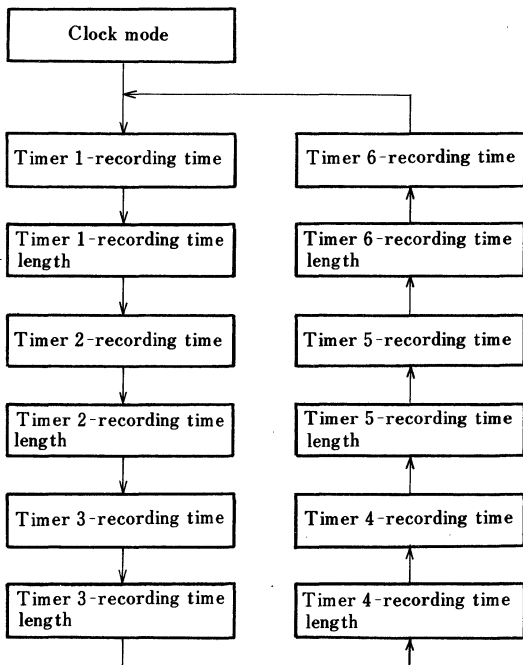 Clock mode
Timer 1-recording time
Timer 1-recording time
length
Timer 2-recording time
Timer 2-recording time
length
Timer 3-recording time
Timer 3-recording time
length
Timer 6-recording time
Timer 6-recording time
length
Timer 5-recording time
Timer 5-recording time
length
Timer 4-recording time
Timer 4-recording time
length